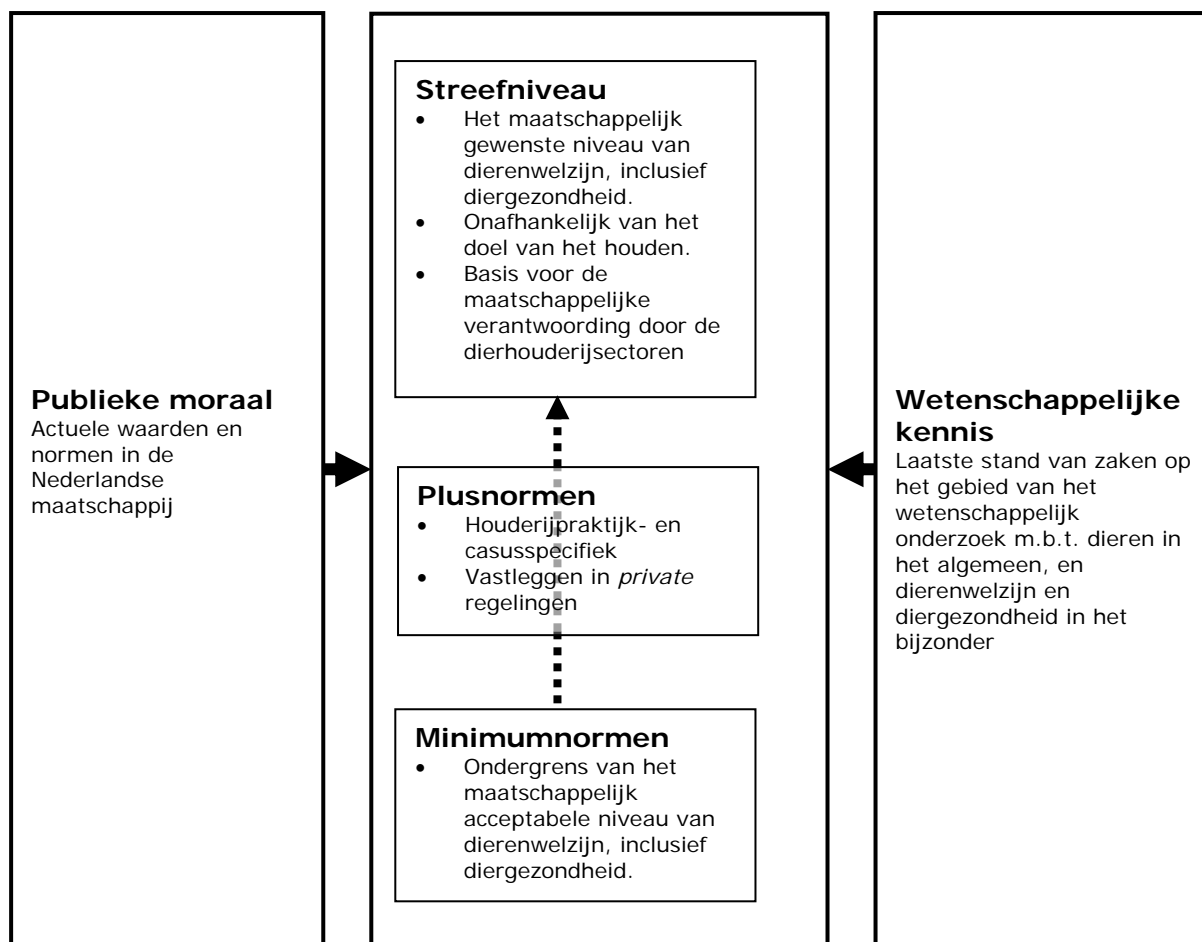 Publieke moraal
Actuele waarden en
normen in de
Nederlandse
maatschappij
Streefniveau
• Het maatschappelijk
gewenste niveau van
dierenwelzijn, inclusief
diergezondheid.
• Onafhankelijk van het
doel van het houden.
• Basis voor de
maatschappelijke
verantwoording door de
dierhouderijsectoren
Plusnormen
• Houderijpraktijk- en
casusspecifiek
• Vastleggen in private
regelingen
Minimumnormen
• Ondergrens van het
maatschappelijk
acceptabele niveau van
dierenwelzijn, inclusief
diergezondheid.
Wetenschappelijke
kennis
Laatste stand van zaken op
het gebied van het
wetenschappelijk
onderzoek m.b.t. dieren in
het algemeen, en
dierenwelzijn en
diergezondheid in het
bijzonder